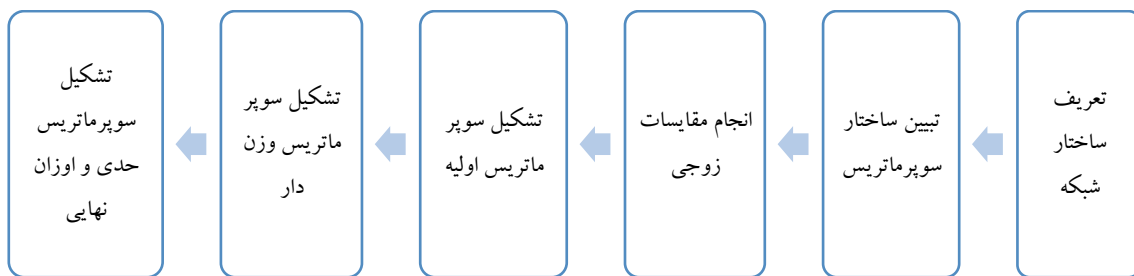 تعریف
ساختار
شبکه
تبیین ساختار
سوپرماتریس
انجام مقایسات
زوجی
تشکیل سوپر
ماتریس اولیه
تشکیل سوپر
ماتریس وزن
دار
تشکیل
سوپرماتریس
حدی و اوزان
نهایی